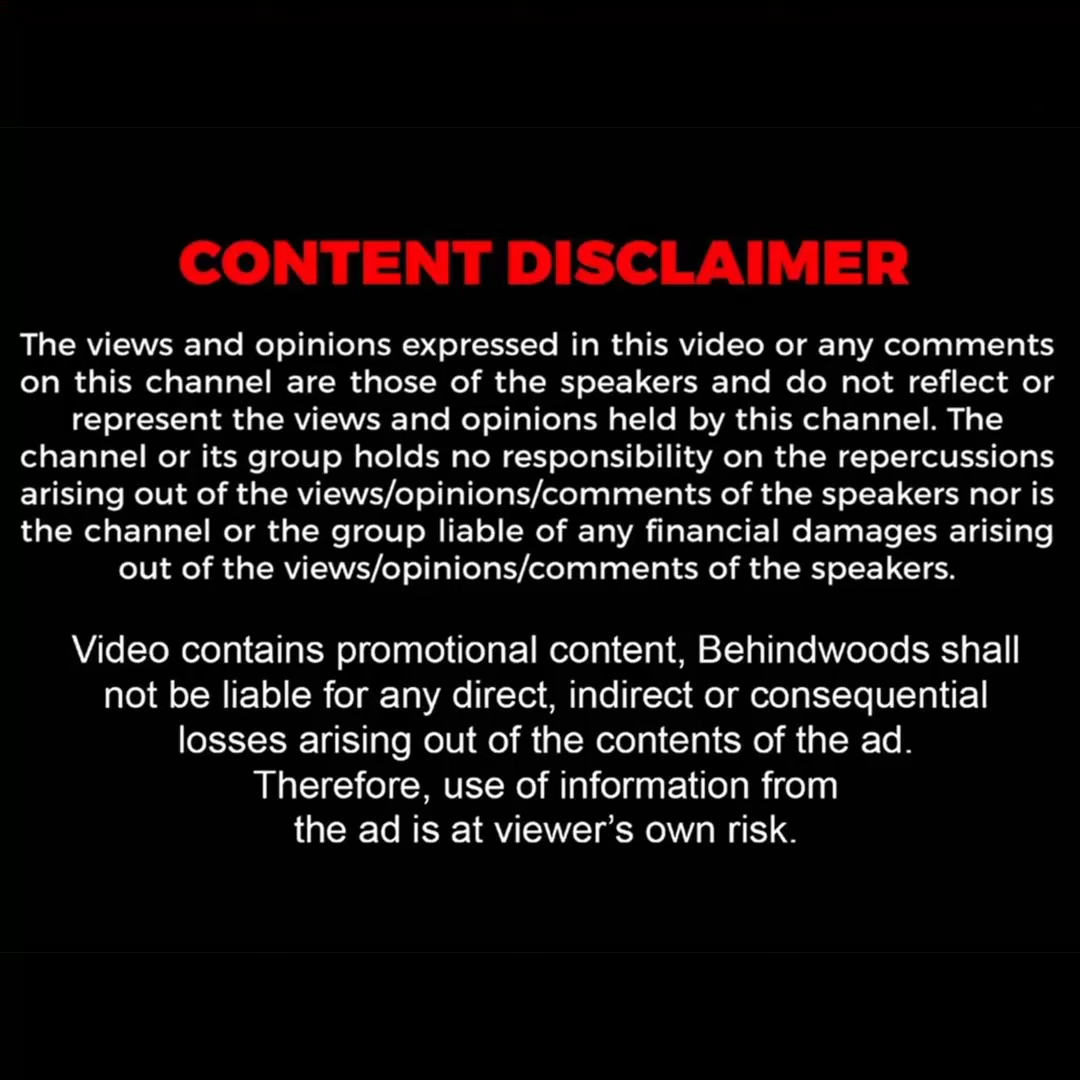 CONTENT DISCLAIMER
The views and opinions expressed in this video or any comments
on this channel are those of the speakers and do not reflect or
represent the views and opinions held by this channel. The
channel or its group holds no responsibility on the repercussions
arising out of the views/opinions/comments of the speakers nor is
the channel or the group liable of any financial damages arising
out of the views/opinions/comments of the speakers.
Video contains promotional content, Behindwoods shall
not be liable for any direct, indirect or consequential
losses arising out of the contents of the ad.
Therefore, use of information from
the ad is at viewer’s own risk.